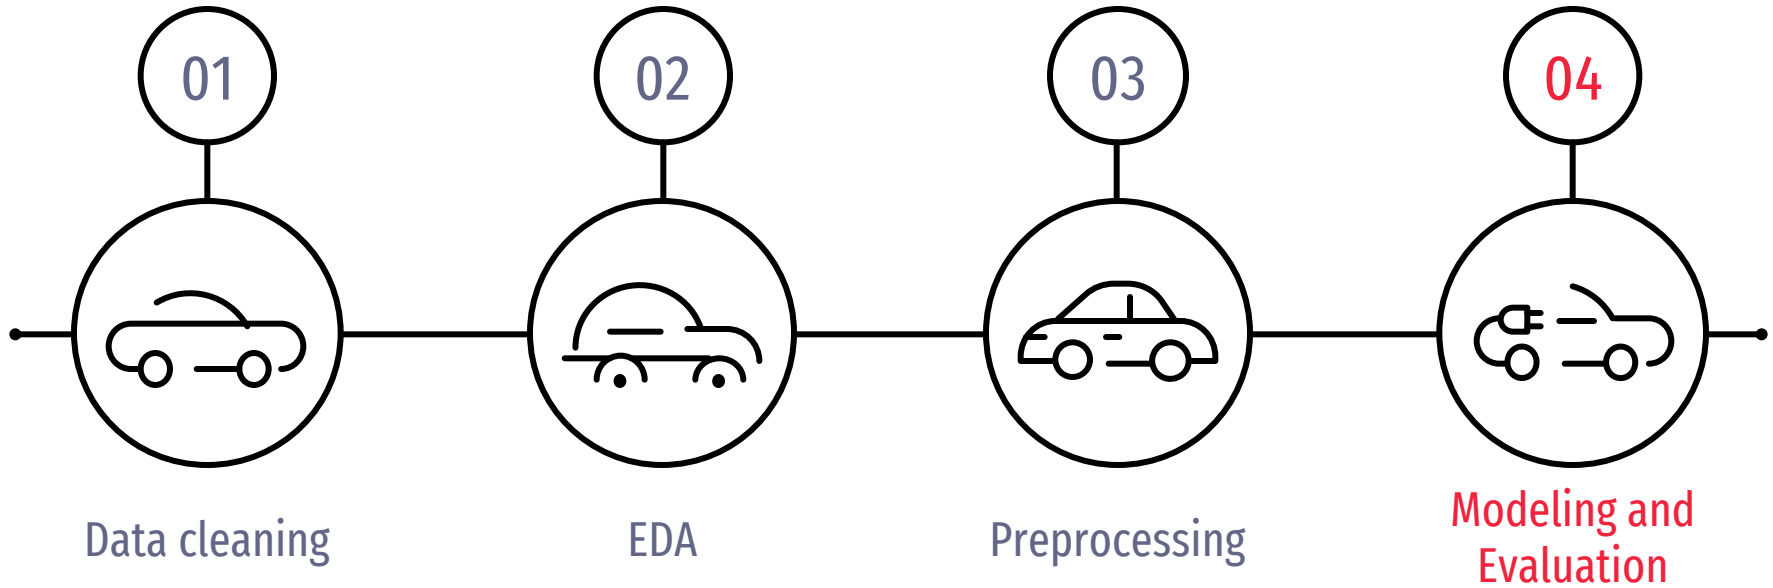 01
02
03
04
Data cleaning
EDA
Preprocessing
Modeling and
Evaluation